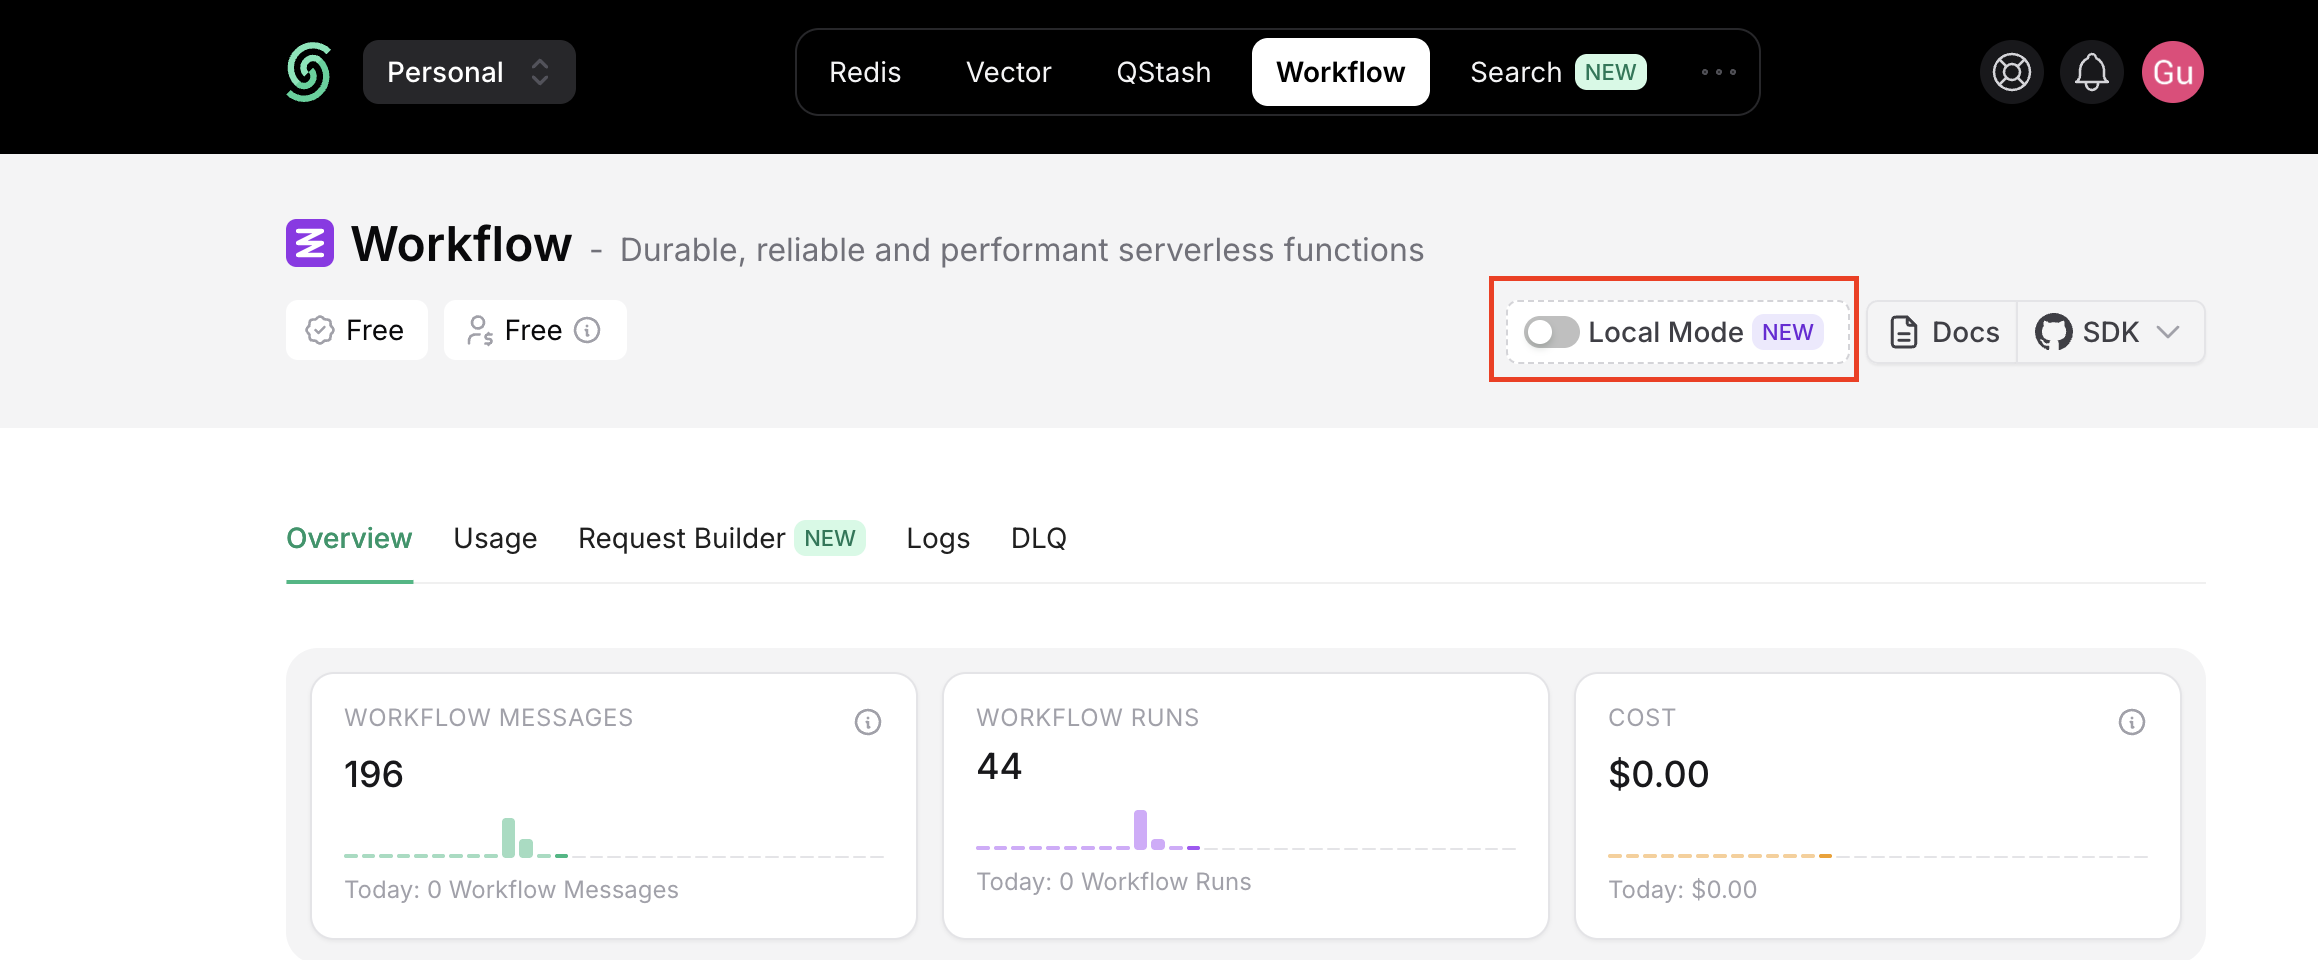 Personal
Redis Vector QStash Workflow Search NEW
Gu
Workflow - Durable, reliable and performant serverless functions
Free Free
Local Mode NEW Docs SDK
Overview Usage Request Builder NEW Logs DLQ
WORKFLOW MESSAGES
196
Today: 0 Workflow Messages
WORKFLOW RUNS
44
Today: 0 Workflow Runs
COST
$0.00
Today: $0.00